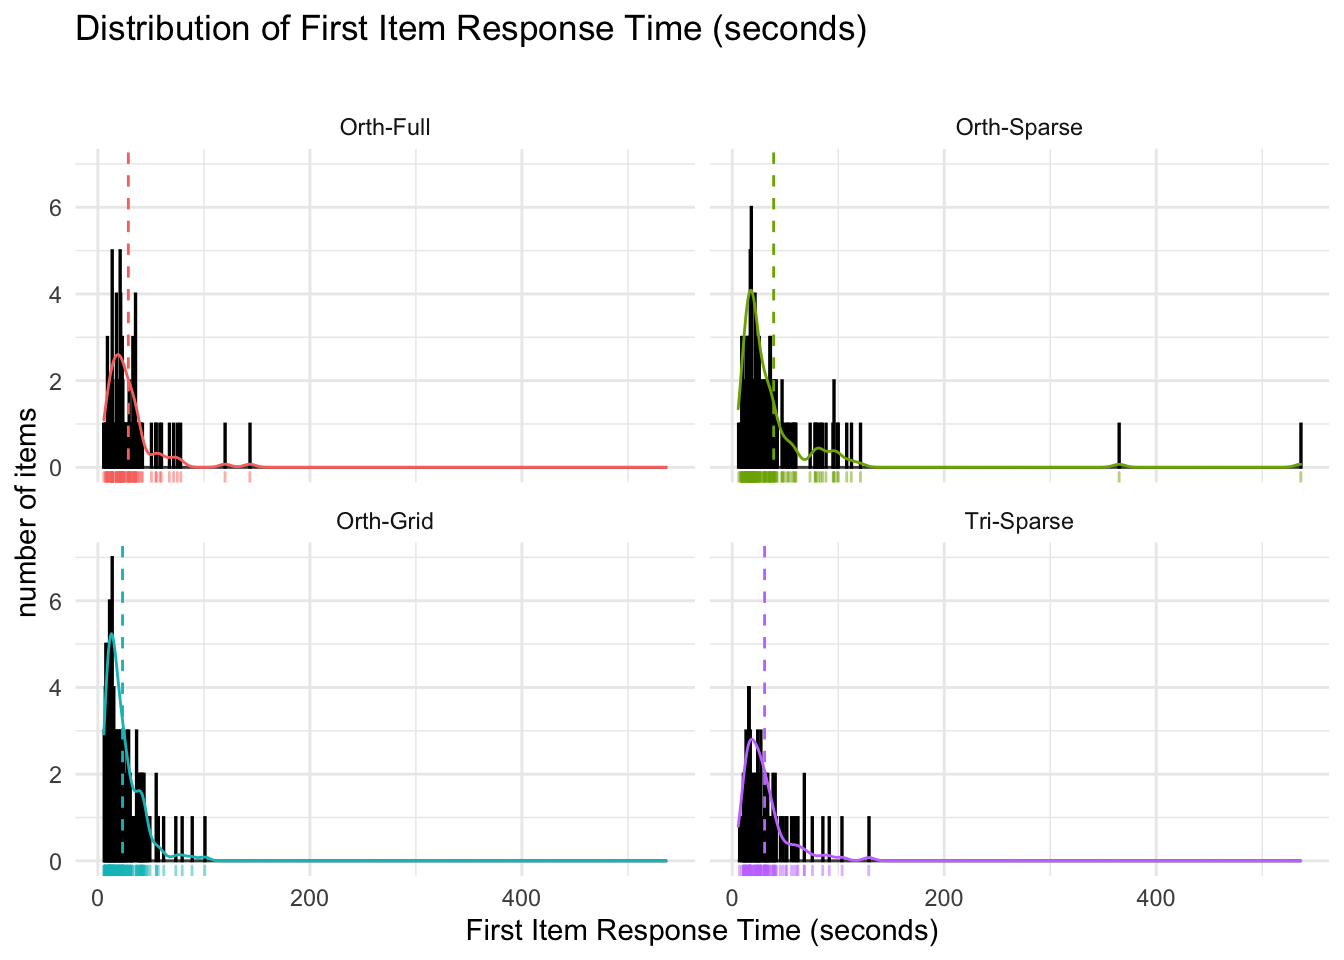 Distribution of First Item Response Time (seconds)
Orth-Full
Orth-Sparse
6
4
2
0
Orth-Grid
Tri-Sparse
6
4
2
0
0
200
400
0
200
400
number of items
First Item Response Time (seconds)